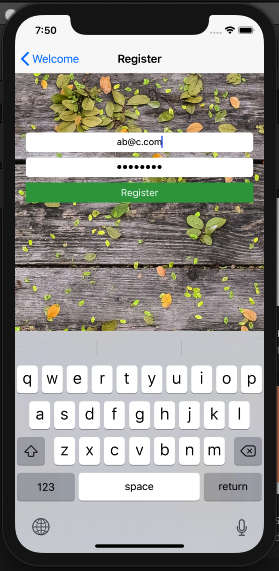 7:50
Welcome
Register
ab@c.com
••••••••
Register
q w e r t y u i o p
a s d f g h j k l
z x c v b n m
123 space return